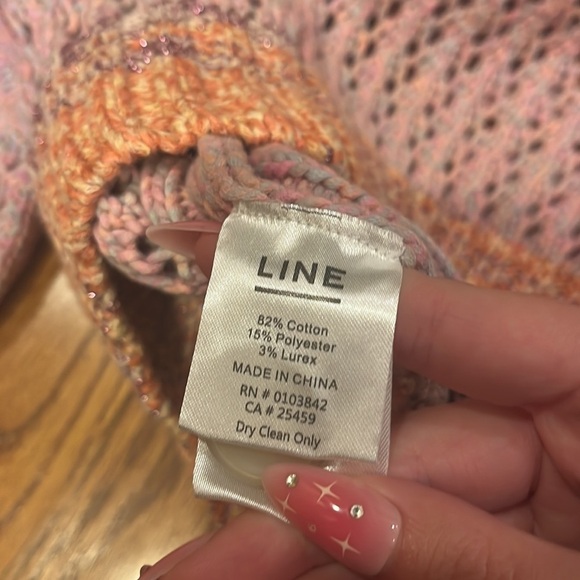 LINE
82% Cotton
15% Polyester
3% Lurex
MADE IN CHINA
RN # 0103842
CA # 25459
Dry Clean Only